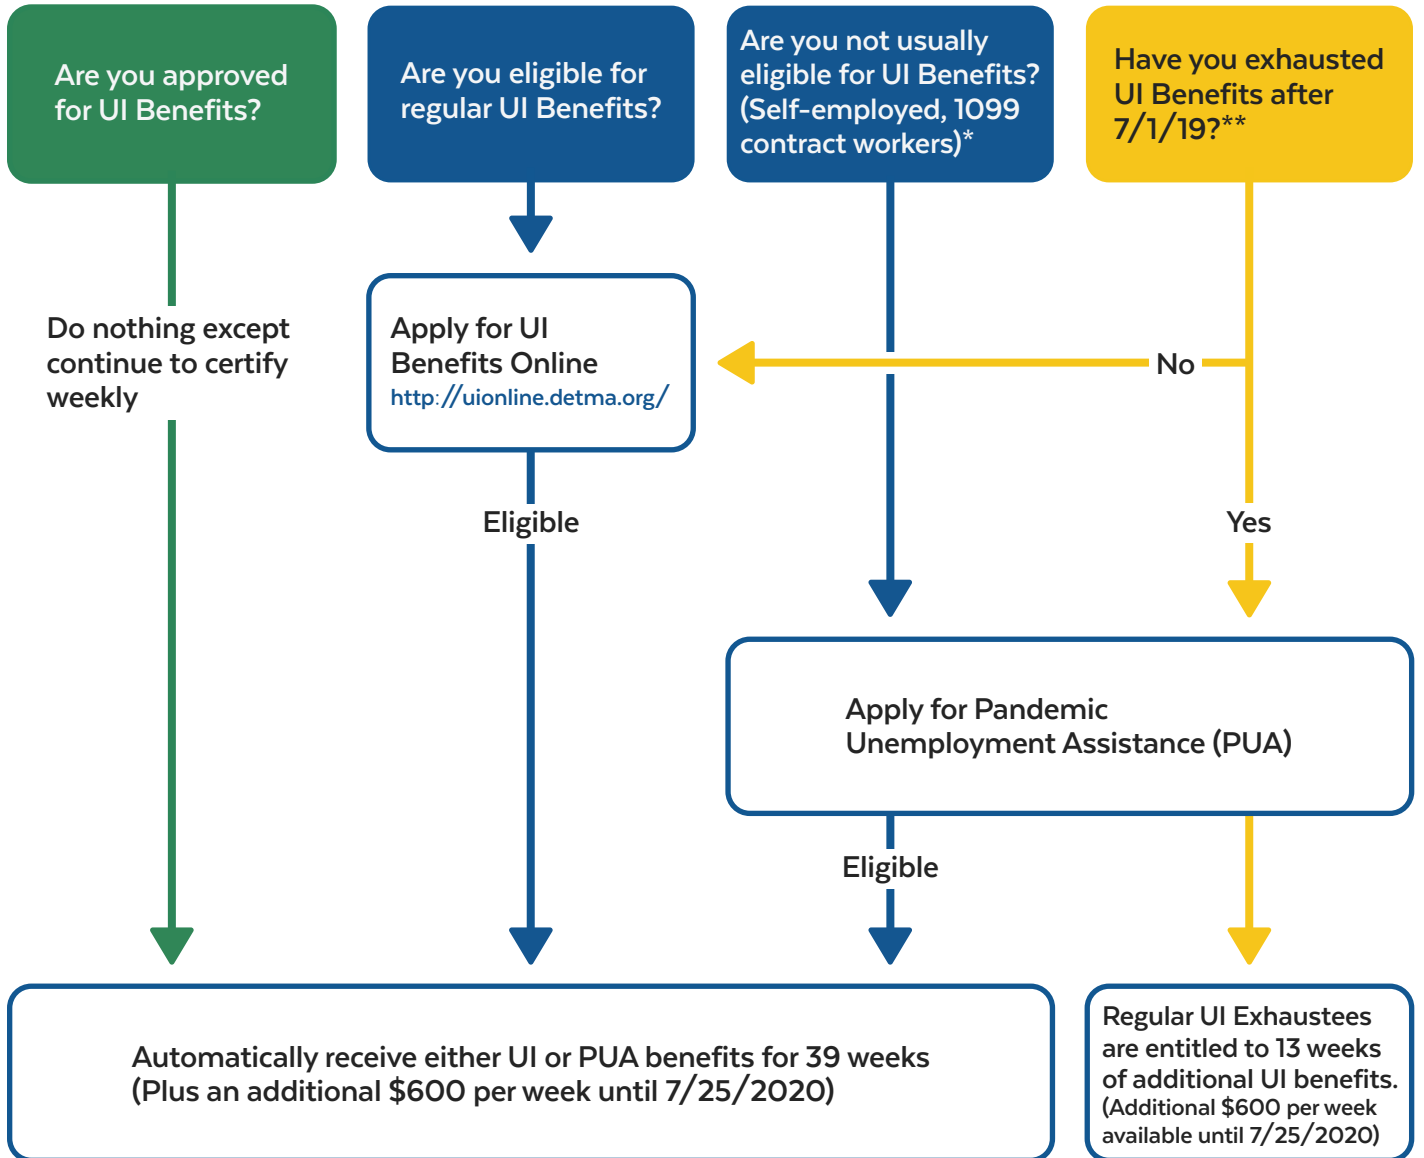 Are you approved
for UI Benefits?
Are you eligible for
regular UI Benefits?
Are you not usually
eligible for UI Benefits?
(Self-employed, 1099
contract workers)*
Have you exhausted
UI Benefits after
7/1/19?**
Do nothing except
continue to certify
weekly
Apply for UI
Benefits Online
http://uionline.detma.org/
No
Eligible
Yes
Apply for Pandemic
Unemployment Assistance (PUA)
Eligible
Automatically receive either UI or PUA benefits for 39 weeks
(Plus an additional $600 per week until 7/25/2020)
Regular UI Exhaustees
are entitled to 13 weeks
of additional UI benefits.
(Additional $600 per week
available until 7/25/2020)